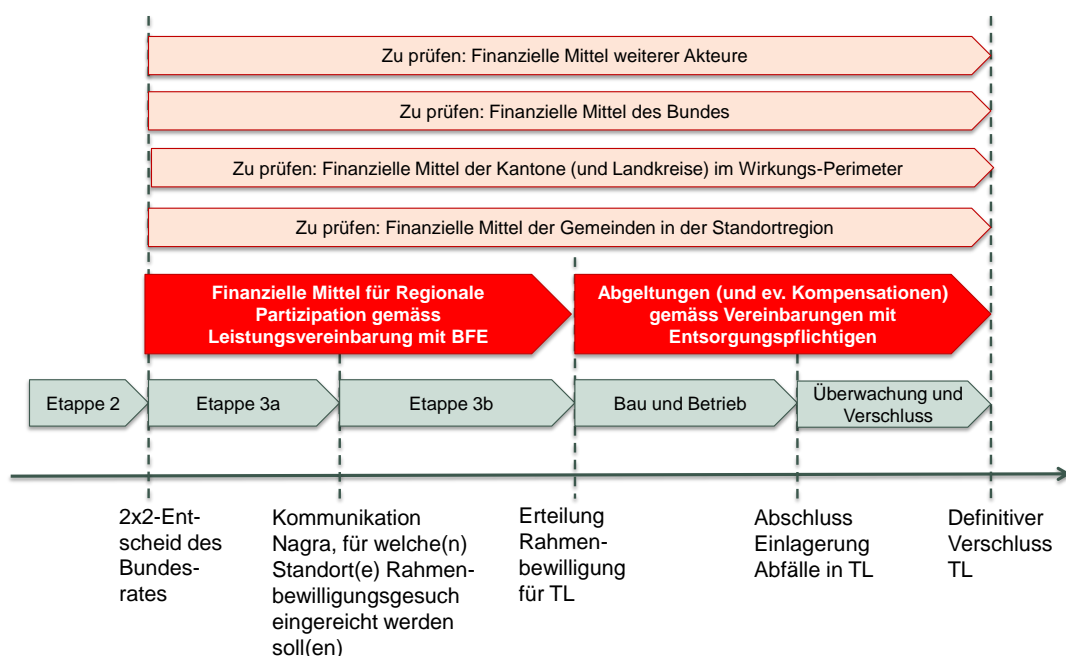 Zu prüfen: Finanzielle Mittel weiterer Akteure
Zu prüfen: Finanzielle Mittel des Bundes
Zu prüfen: Finanzielle Mittel der Kantone (und Landkreise) im Wirkungs-Perimeter
Zu prüfen: Finanzielle Mittel der Gemeinden in der Standortregion
Finanzielle Mittel für Regionale
Partizipation gemäss
Leistungsvereinbarung mit BFE
Abgeltungen (und ev. Kompensationen)
gemäss Vereinbarungen mit
Entsorgungspflichtigen
Etappe 2
Etappe 3a
Etappe 3b
Bau und Betrieb
Überwachung und
Verschluss
2x2-Ent-
scheid des
Bundes-
rates
Kommunikation
Nagra, für welche(n)
Standort(e) Rahmen-
bewilligungsgesuch
eingereicht werden
soll(en)
Erteilung
Rahmen-
bewilligung
für TL
Abschluss
Einlagerung
Abfälle in TL
Definitiver
Verschluss
TL